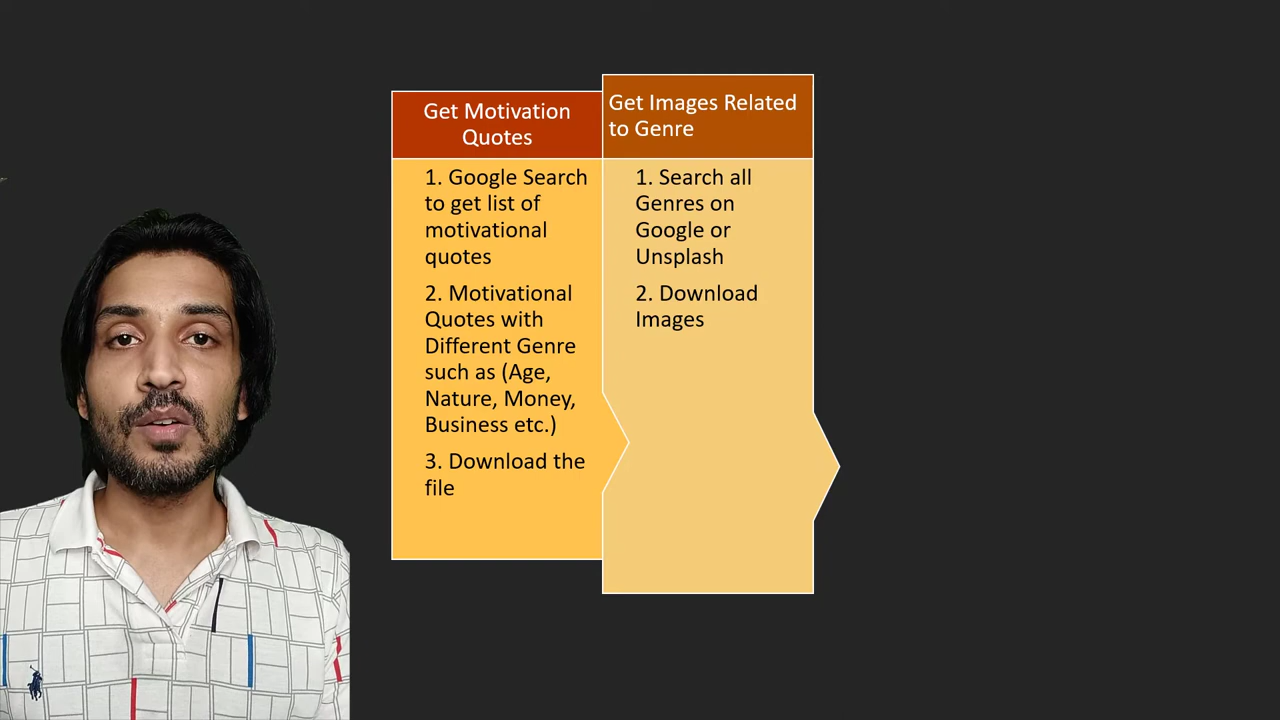 Get Motivation
Quotes
1. Google Search
to get list of
motivational
quotes
2. Motivational
Quotes with
Different Genre
such as (Age,
Nature, Money,
Business etc.)
3. Download the
file
Get Images Related
to Genre
1. Search all
Genres on
Google or
Unsplash
2. Download
Images